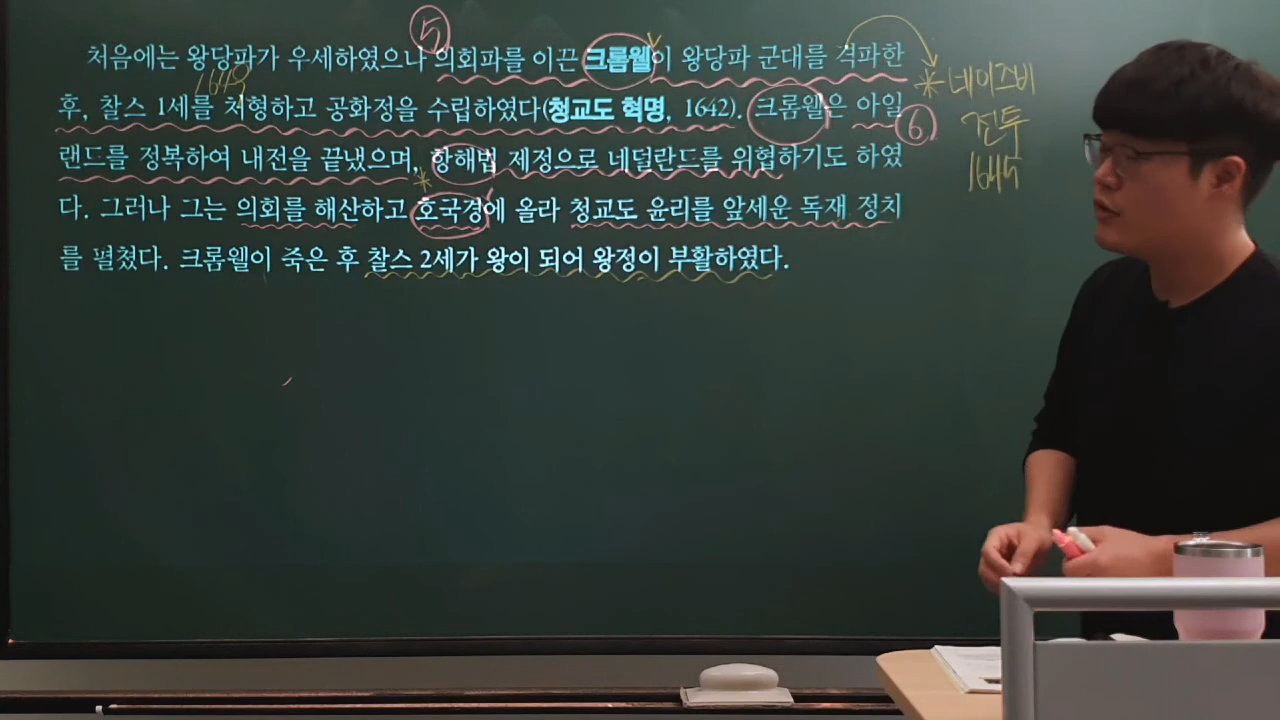 ⑤
처음에는 왕당파가 우세하였으나 의회파를 이끈 크롬웰이 왕당파 군대를 격파한
1649
후, 찰스 1세를 처형하고 공화정을 수립하였다(청교도 혁명, 1642). 크롬웰은 아일
⑥
랜드를 정복하여 내전을 끝냈으며, 항해법 제정으로 네덜란드를 위협하기도 하였
다. 그러나 그는 의회를 해산하고 호국경에 올라 청교도 윤리를 앞세운 독재 정치
를 펼쳤다. 크롬웰이 죽은 후 찰스 2세가 왕이 되어 왕정이 부활하였다.
네이즈비
전투
1645